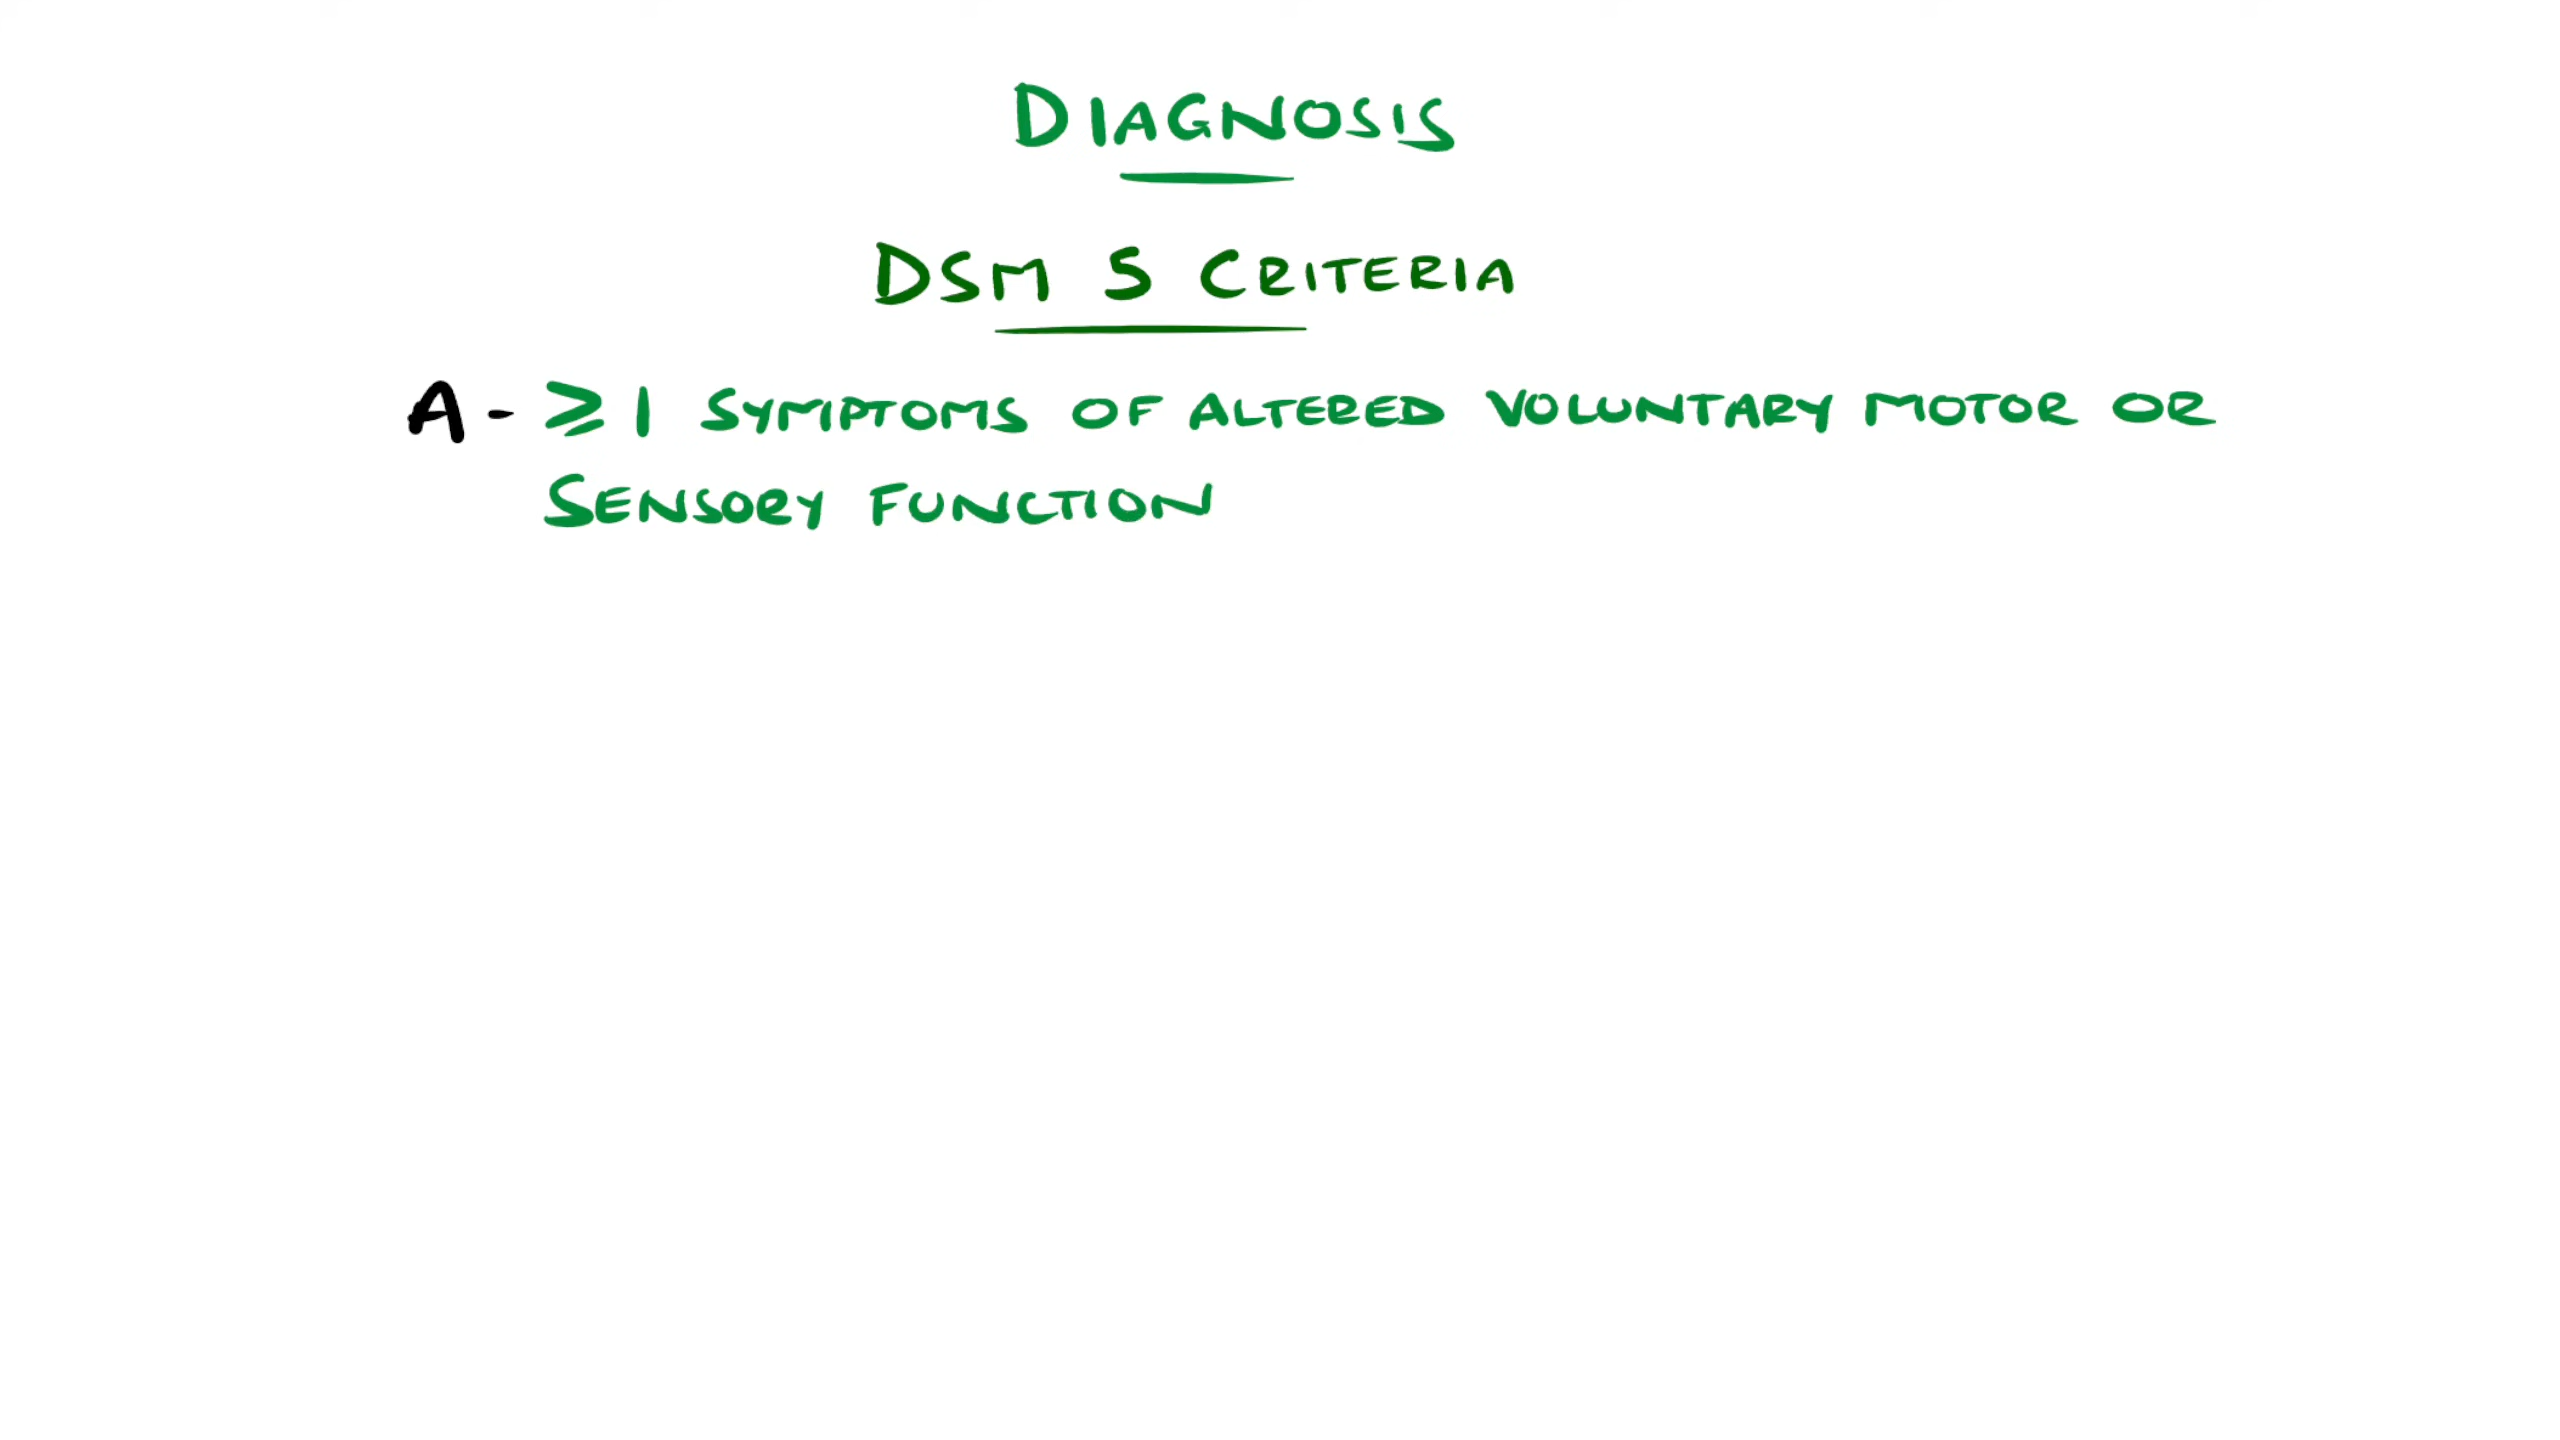 DIAGNOSIS
DSM 5 CRITERIA
A - ≥1 SYMPTOMS OF ALTERED VOLUNTARY MOTOR OR
SENSORY FUNCTION